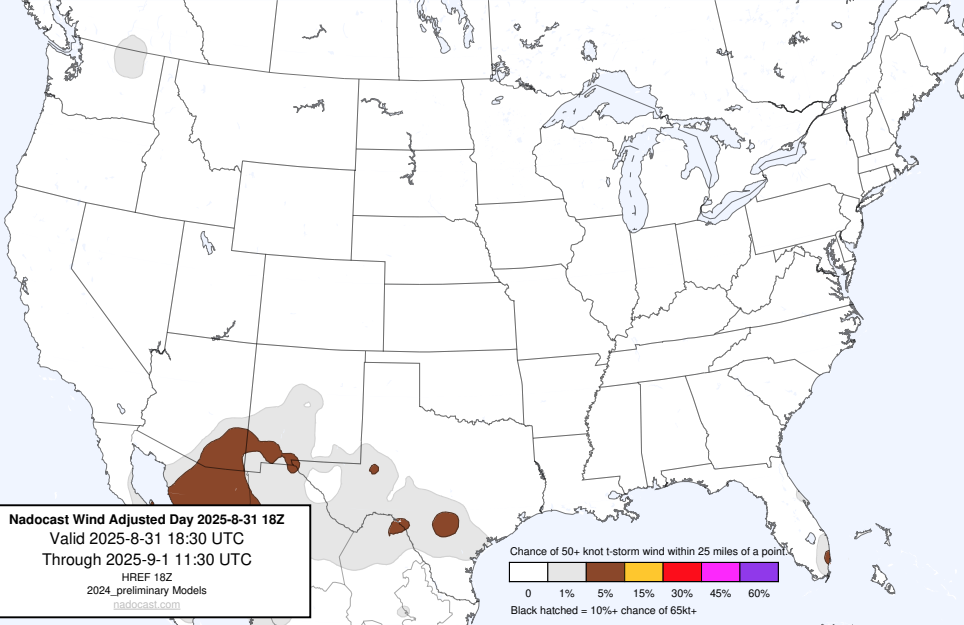 Nadocast Wind Adjusted Day 2025-8-31 18Z
Valid 2025-8-31 18:30 UTC
Through 2025-9-1 11:30 UTC
HREF 18Z
2024_preliminary Models
nadocast.com
Chance of 50+ knot t-storm wind within 25 miles of a point.
0 1% 5% 15% 30% 45% 60%
Black hatched = 10%+ chance of 65kt+